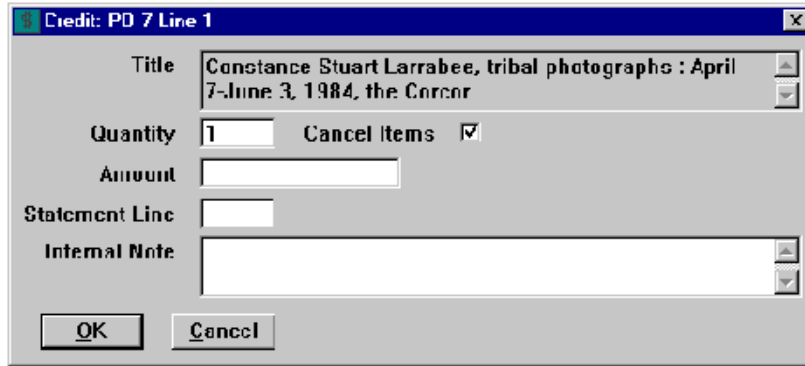 Credit: PO 7 Line 1
Title
Constance Stuart Larrabee, tribal photographs : April
7-June 3, 1984, the Corcor
Quantity 1 Cancel Items
Amount
Statement Line
Internal Note
OK Cancel